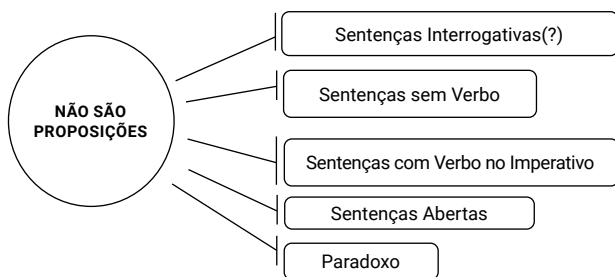 NÃO SÃO
PROPOSIÇÕES
Sentenças Interrogativas(?)
Sentenças sem Verbo
Sentenças com Verbo no Imperativo
Sentenças Abertas
Paradoxo